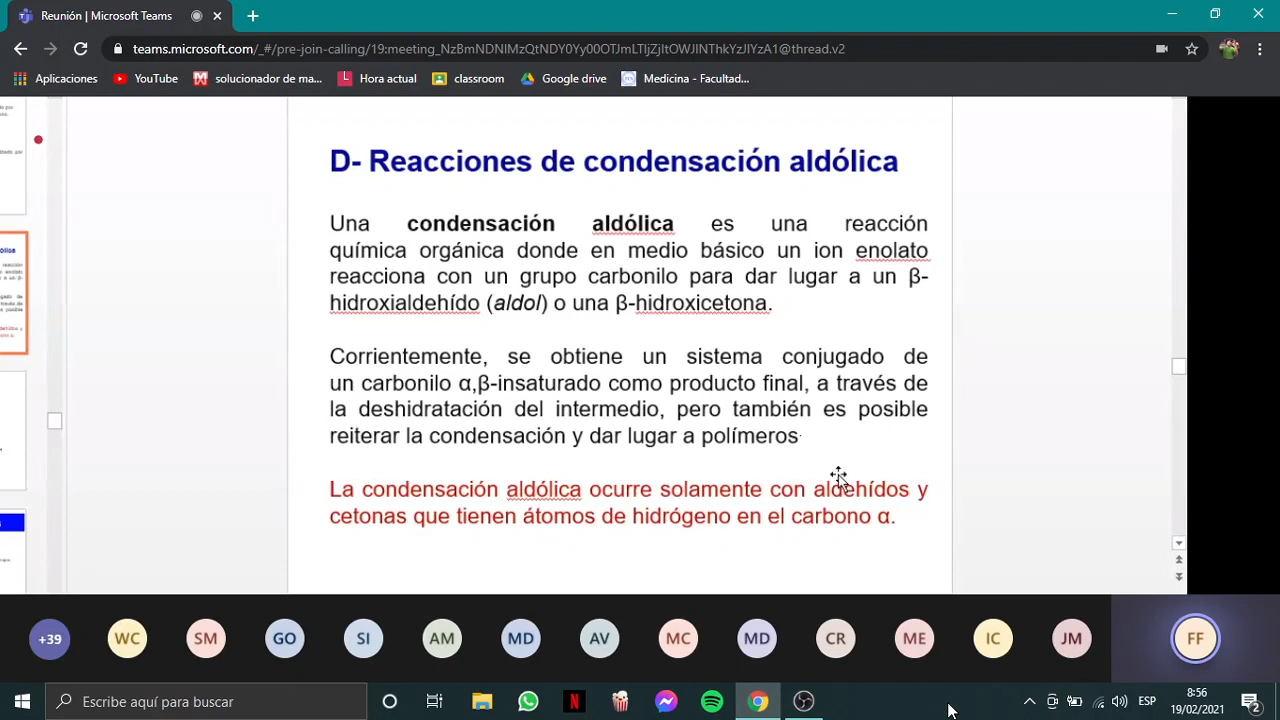 Reunión | Microsoft Teams
teams.microsoft.com/_#/pre-join-calling/19:meeting_NzBmNDNIMzQtNDY0Yy00OTJmLTljZjItOWJINThkYzJlYzA1@thread.v2
Aplicaciones YouTube solucionador de ma... Hora actual classroom Google drive Medicina - Facultad...
D- Reacciones de condensación aldólica
Una condensación aldólica es una reacción
química orgánica donde en medio básico un ion enolato
reacciona con un grupo carbonilo para dar lugar a un β-
hidroxialdehído (aldol) o una β-hidroxicetona.
Corrientemente, se obtiene un sistema conjugado de
un carbonilo α,β-insaturado como producto final, a través de
la deshidratación del intermedio, pero también es posible
reiterar la condensación y dar lugar a polímeros.
La condensación aldólica ocurre solamente con aldehídos y
cetonas que tienen átomos de hidrógeno en el carbono α.
+39 WC SM GO SI AM MD AV MC MD CR ME IC JM FF
Escribe aquí para buscar
ESP
8:56
19/02/2021
2